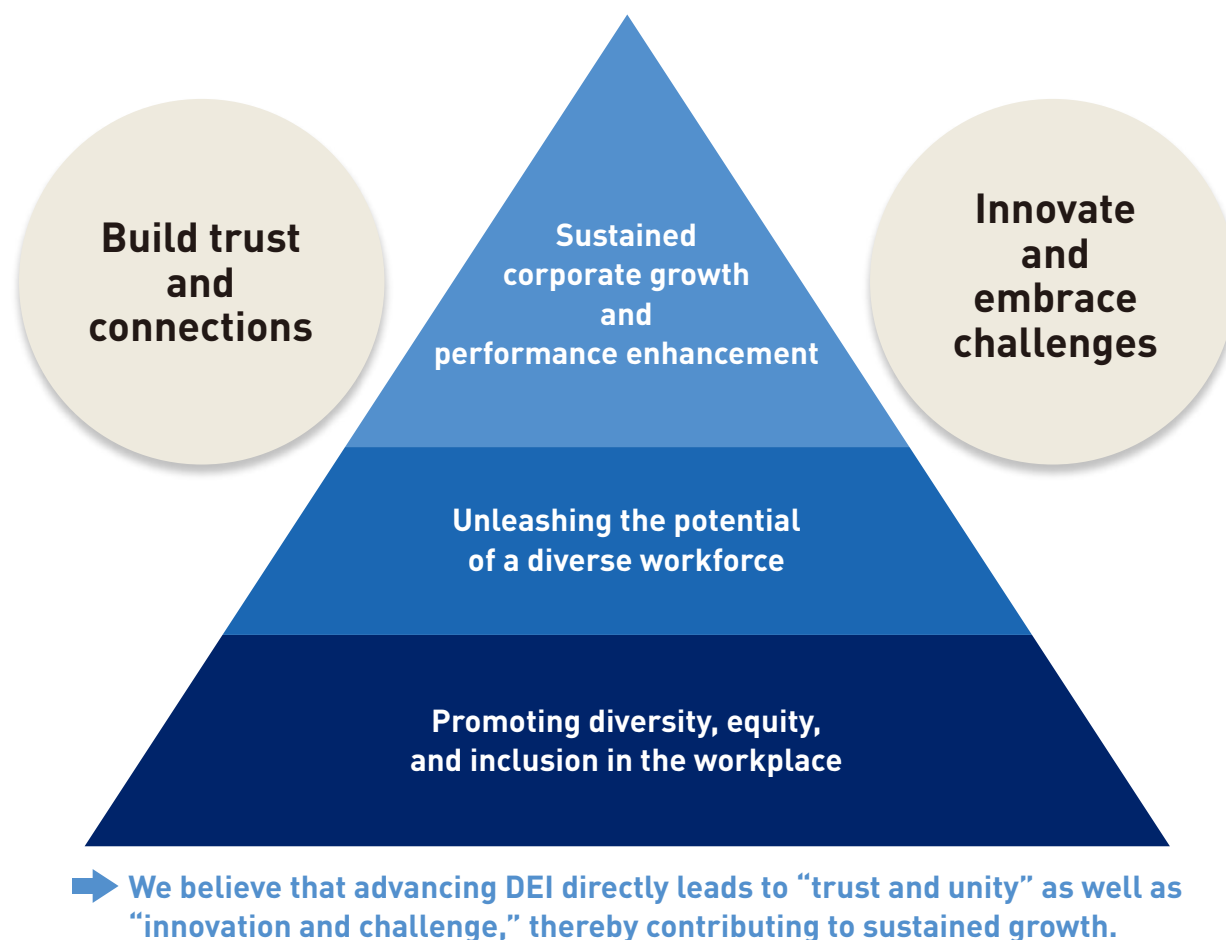 Build trust
and
connections
Sustained
corporate growth
and
performance enhancement
Innovate
and
embrace
challenges
Unleashing the potential
of a diverse workforce
Promoting diversity, equity,
and inclusion in the workplace
We believe that advancing DEI directly leads to “trust and unity” as well as
“innovation and challenge,” thereby contributing to sustained growth.